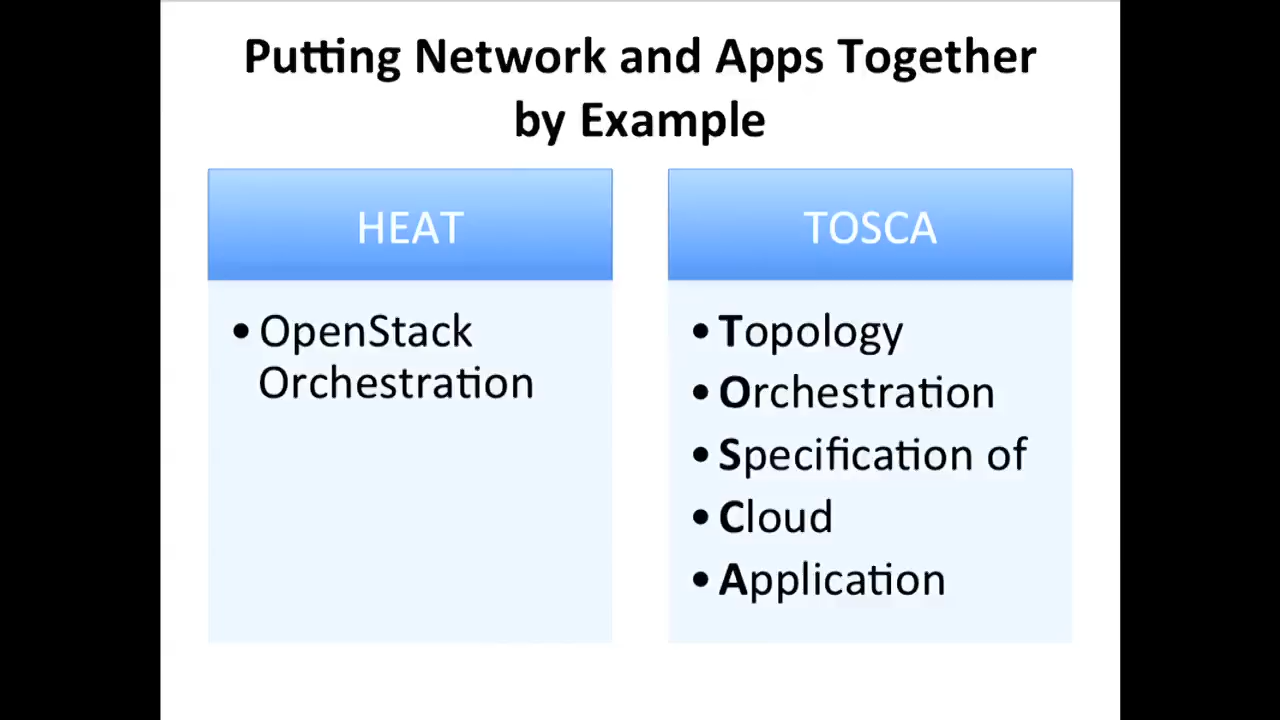 Putting Network and Apps Together
by Example
HEAT
• OpenStack
Orchestration
TOSCA
• Topology
• Orchestration
• Specification of
• Cloud
• Application